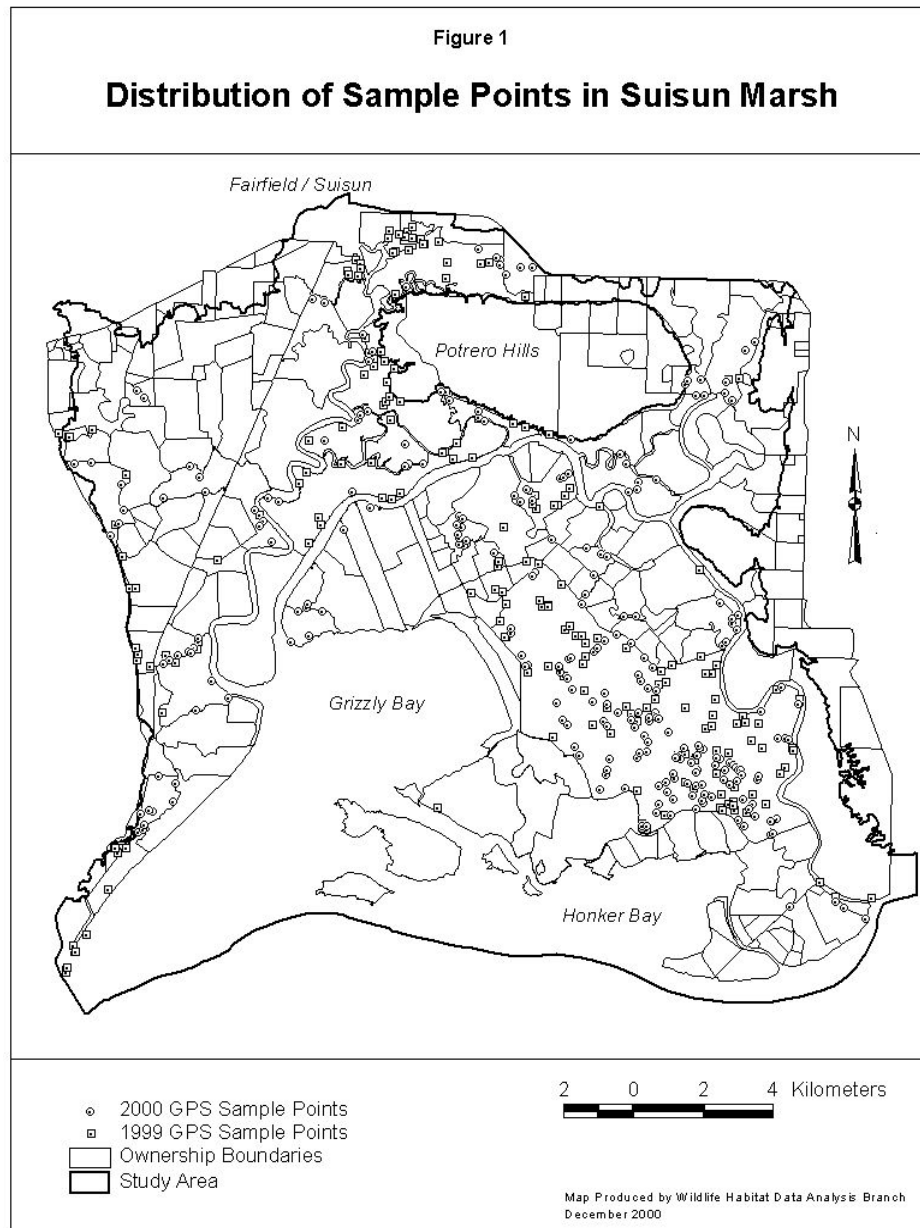 Figure 1
Distribution of Sample Points in Suisun Marsh
Fairfield / Suisun
Potrero Hills
N
Grizzly Bay
Honker Bay
2 0 2 4 Kilometers
2000 GPS Sample Points
1999 GPS Sample Points
Ownership Boundaries
Study Area
Map Produced by Wildlife Habitat Data Analysis Branch
December 2000